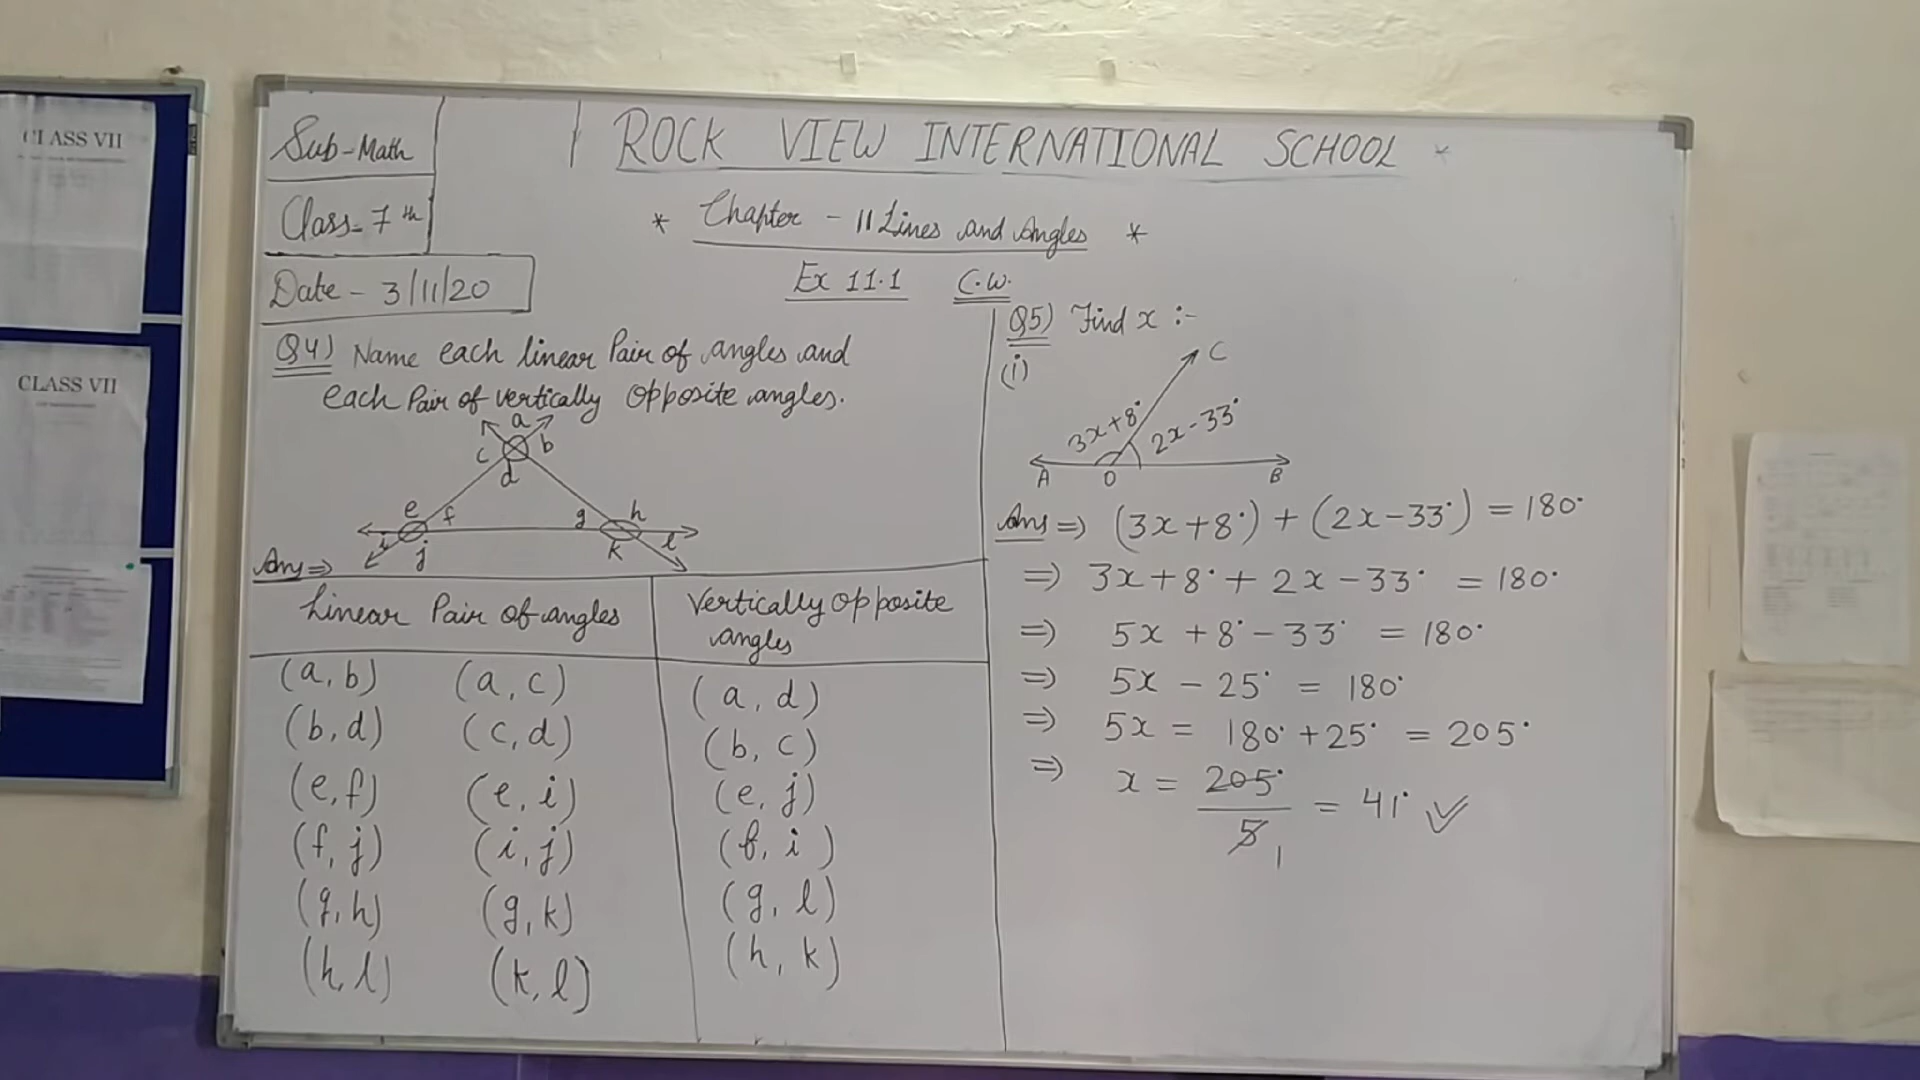 CLASS VII
CLASS VII
Sub-Math
Class-7th
Date - 3/11/20
ROCK VIEW INTERNATIONAL SCHOOL *
* Chapter - 11 Lines and Angles *
Ex 11.1 C.W.
Q4) Name each linear Pair of angles and
each Pair of vertically opposite angles.
a
c b
d
e f g h
i j k l
Ans⇒
Linear Pair of angles
(a, b) (a, c)
(b, d) (c, d)
(e, f) (e, i)
(f, j) (i, j)
(g, h) (g, k)
(h, l) (k, l)
Vertically opposite
angles
(a, d)
(b, c)
(e, j)
(f, i)
(g, l)
(h, k)
Q5) Find x :-
(i)
C
3x+8° 2x-33°
A O B
Ans ⇒ (3x+8°) + (2x-33°) = 180°
⇒ 3x+8°+ 2x-33° = 180°
⇒ 5x +8°-33° = 180°
⇒ 5x - 25° = 180°
⇒ 5x = 180°+25° = 205°
⇒ x = 205°/5 = 41° ✓
1